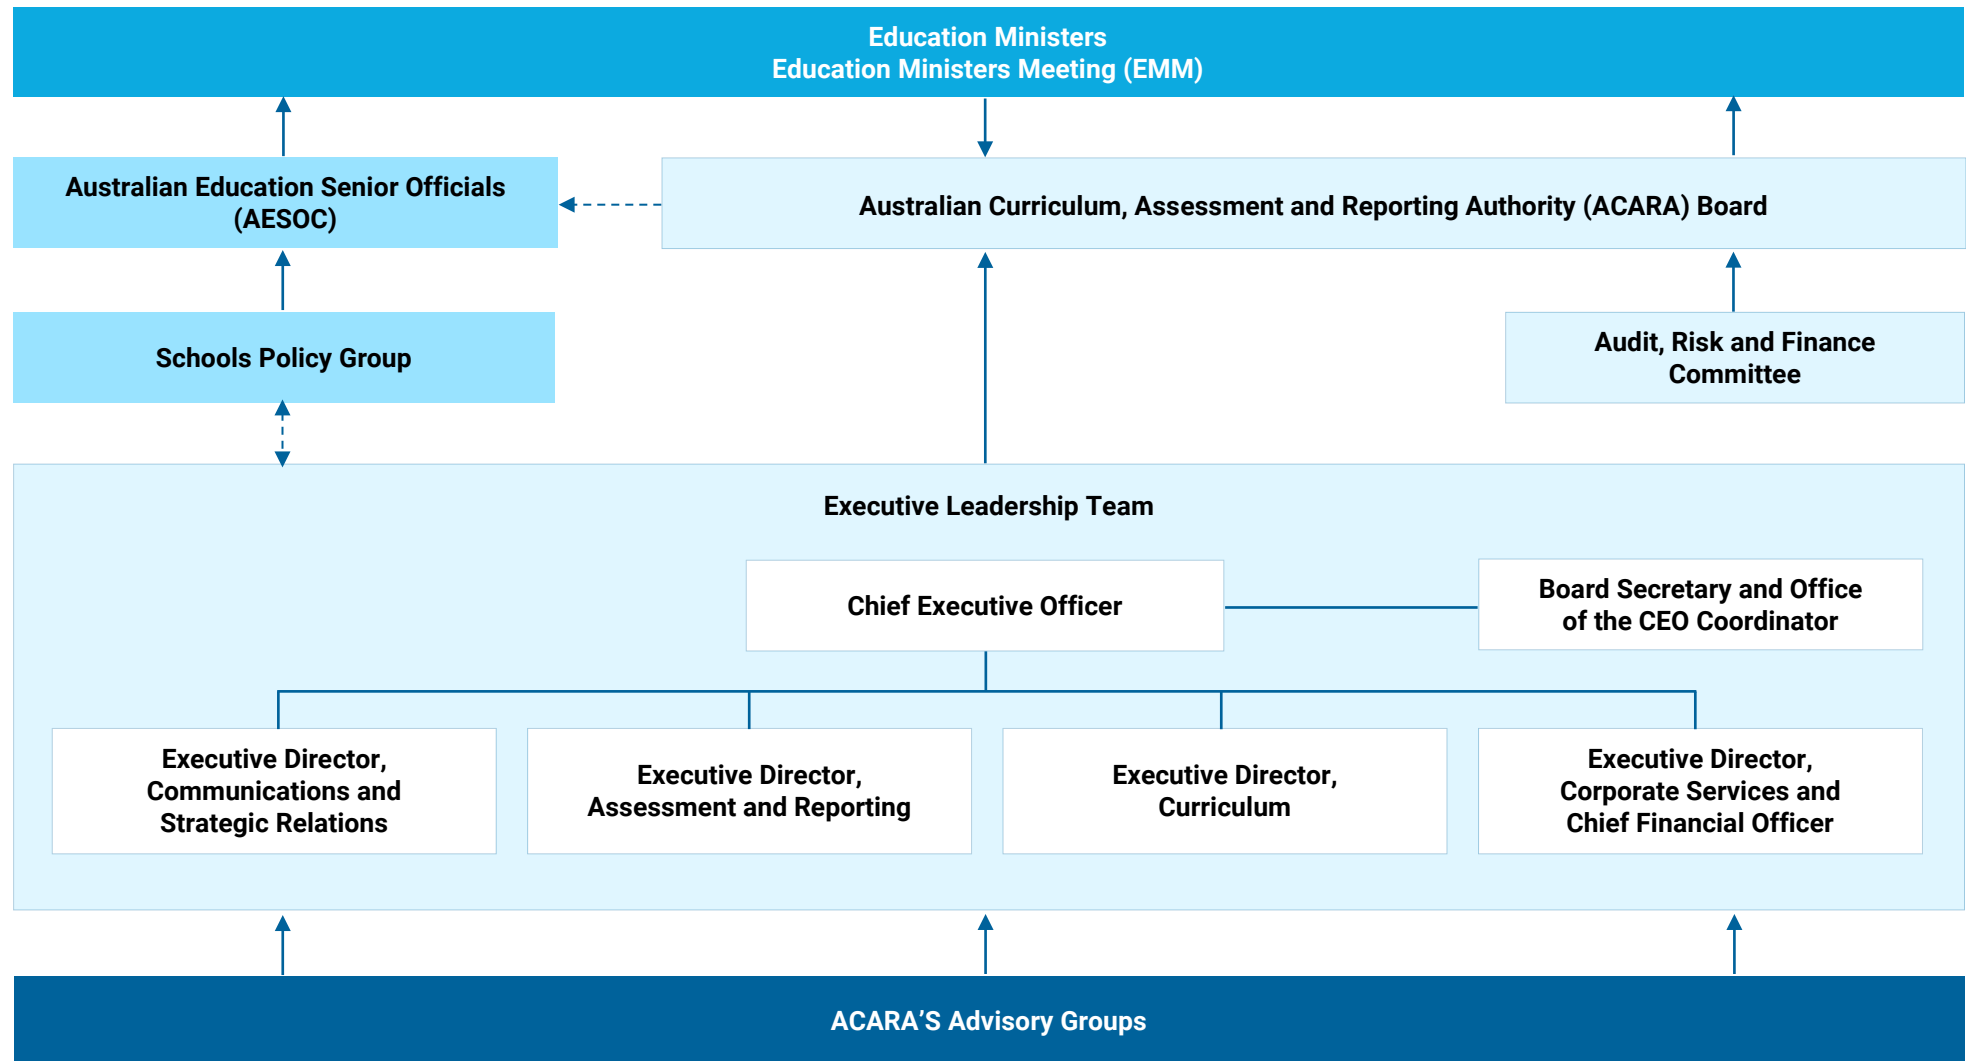 Education Ministers
Education Ministers Meeting (EMM)
Australian Education Senior Officials
(AESOC)
Australian Curriculum, Assessment and Reporting Authority (ACARA) Board
Schools Policy Group
Audit, Risk and Finance
Committee
Executive Leadership Team
Chief Executive Officer
Board Secretary and Office
of the CEO Coordinator
Executive Director,
Communications and
Strategic Relations
Executive Director,
Assessment and Reporting
Executive Director,
Curriculum
Executive Director,
Corporate Services and
Chief Financial Officer
ACARA’S Advisory Groups